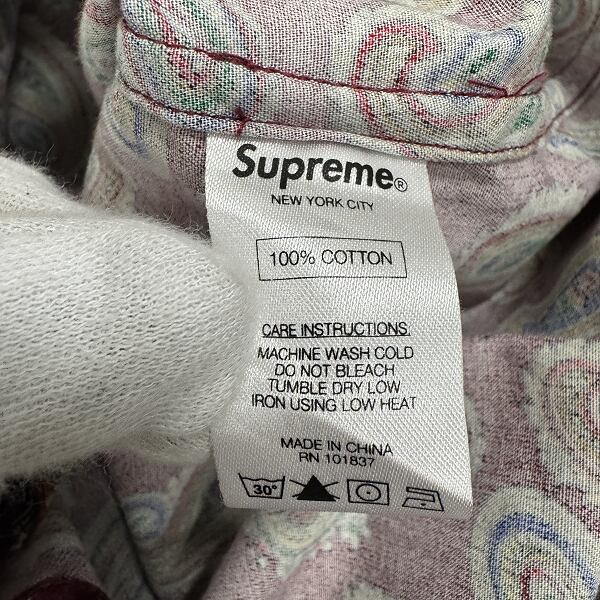 Supreme®
NEW YORK CITY
100% COTTON
CARE INSTRUCTIONS:
MACHINE WASH COLD
DO NOT BLEACH
TUMBLE DRY LOW
IRON USING LOW HEAT
MADE IN CHINA
RN 101837
30°